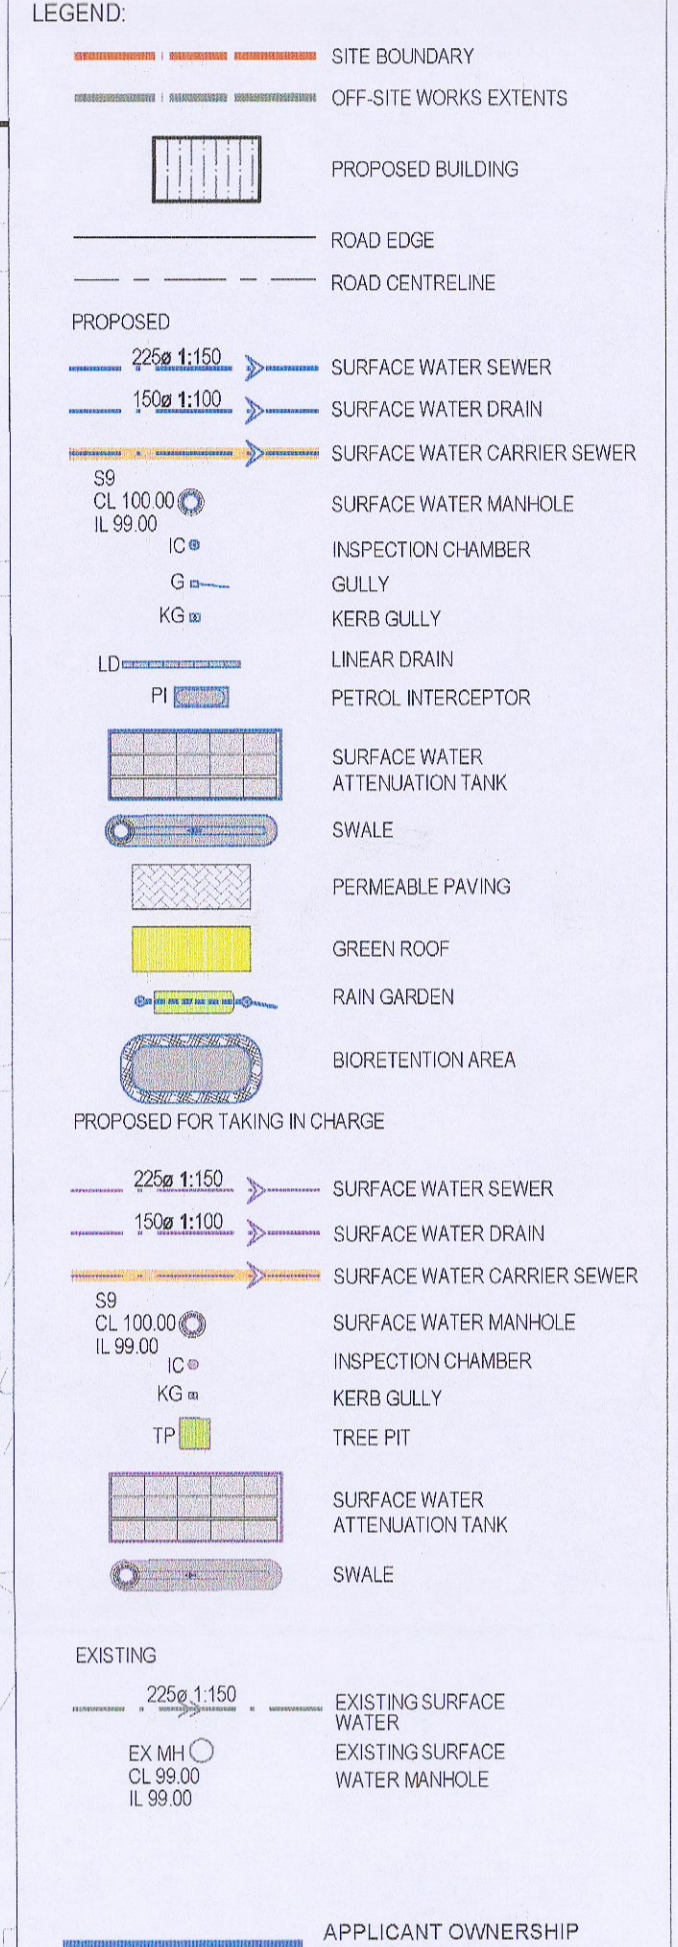 LEGEND:
SITE BOUNDARY
OFF-SITE WORKS EXTENTS
PROPOSED BUILDING
ROAD EDGE
ROAD CENTRELINE
PROPOSED
225ø 1:150
SURFACE WATER SEWER
150ø 1:100
SURFACE WATER DRAIN
SURFACE WATER CARRIER SEWER
S9
CL 100.00
IL 99.00
SURFACE WATER MANHOLE
IC
INSPECTION CHAMBER
G
GULLY
KG
KERB GULLY
LD
LINEAR DRAIN
PI
PETROL INTERCEPTOR
SURFACE WATER
ATTENUATION TANK
SWALE
PERMEABLE PAVING
GREEN ROOF
RAIN GARDEN
BIORETENTION AREA
PROPOSED FOR TAKING IN CHARGE
225ø 1:150
SURFACE WATER SEWER
150ø 1:100
SURFACE WATER DRAIN
SURFACE WATER CARRIER SEWER
S9
CL 100.00
IL 99.00
SURFACE WATER MANHOLE
IC
INSPECTION CHAMBER
KG
KERB GULLY
TP
TREE PIT
SURFACE WATER
ATTENUATION TANK
SWALE
EXISTING
225ø 1:150
EXISTING SURFACE
WATER
EX MH
CL 99.00
IL 99.00
EXISTING SURFACE
WATER MANHOLE
APPLICANT OWNERSHIP